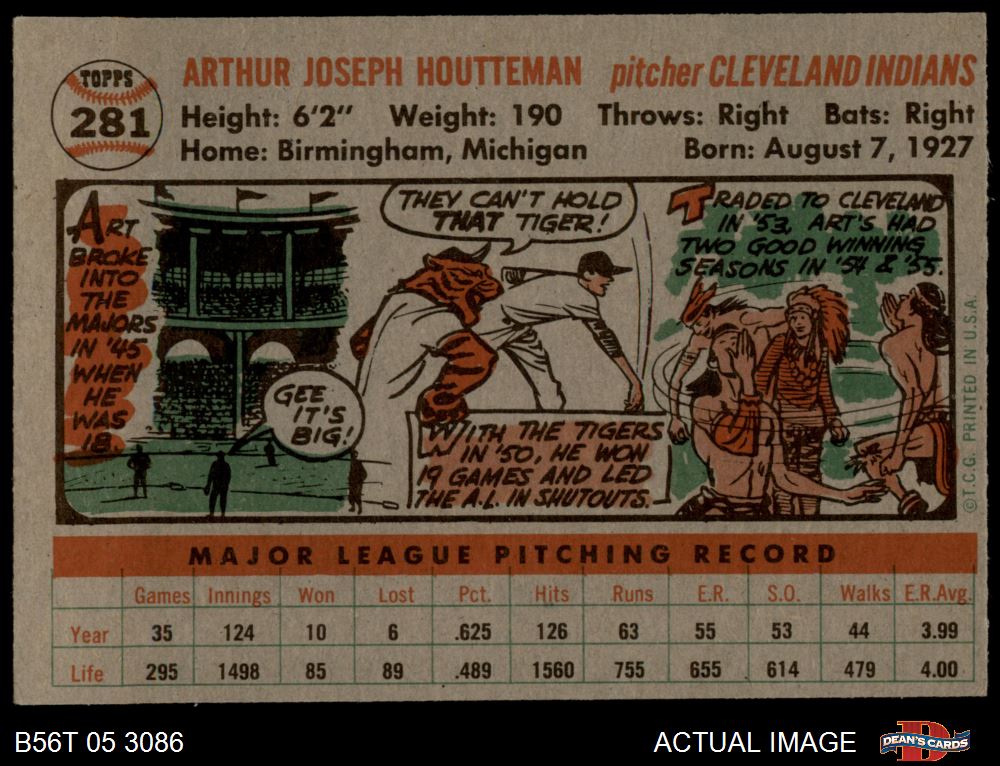 TOPPS
281
ARTHUR JOSEPH HOUTTEMAN pitcher CLEVELAND INDIANS
Height: 6'2" Weight: 190 Throws: Right Bats: Right
Home: Birmingham, Michigan Born: August 7, 1927
ART
BROKE
INTO
THE
MAJORS
IN '45
WHEN
HE
WAS
18.
GEE
IT'S
BIG!
THEY CAN'T HOLD
THAT TIGER!
WITH THE TIGERS
IN '50, HE WON
19 GAMES AND LED
THE A.L. IN SHUTOUTS.
TRADED TO CLEVELAND
IN '53, ART'S HAD
TWO GOOD WINNING
SEASONS IN '54 & '55.
©T.C.G. PRINTED IN U.S.A.
MAJOR LEAGUE PITCHING RECORD
Games Innings Won Lost Pct. Hits Runs E.R. S.O. Walks E.R.Avg.
Year 35 124 10 6 .625 126 63 55 53 44 3.99
Life 295 1498 85 89 .489 1560 755 655 614 479 4.00
B56T 05 3086 ACTUAL IMAGE DEAN'S CARDS